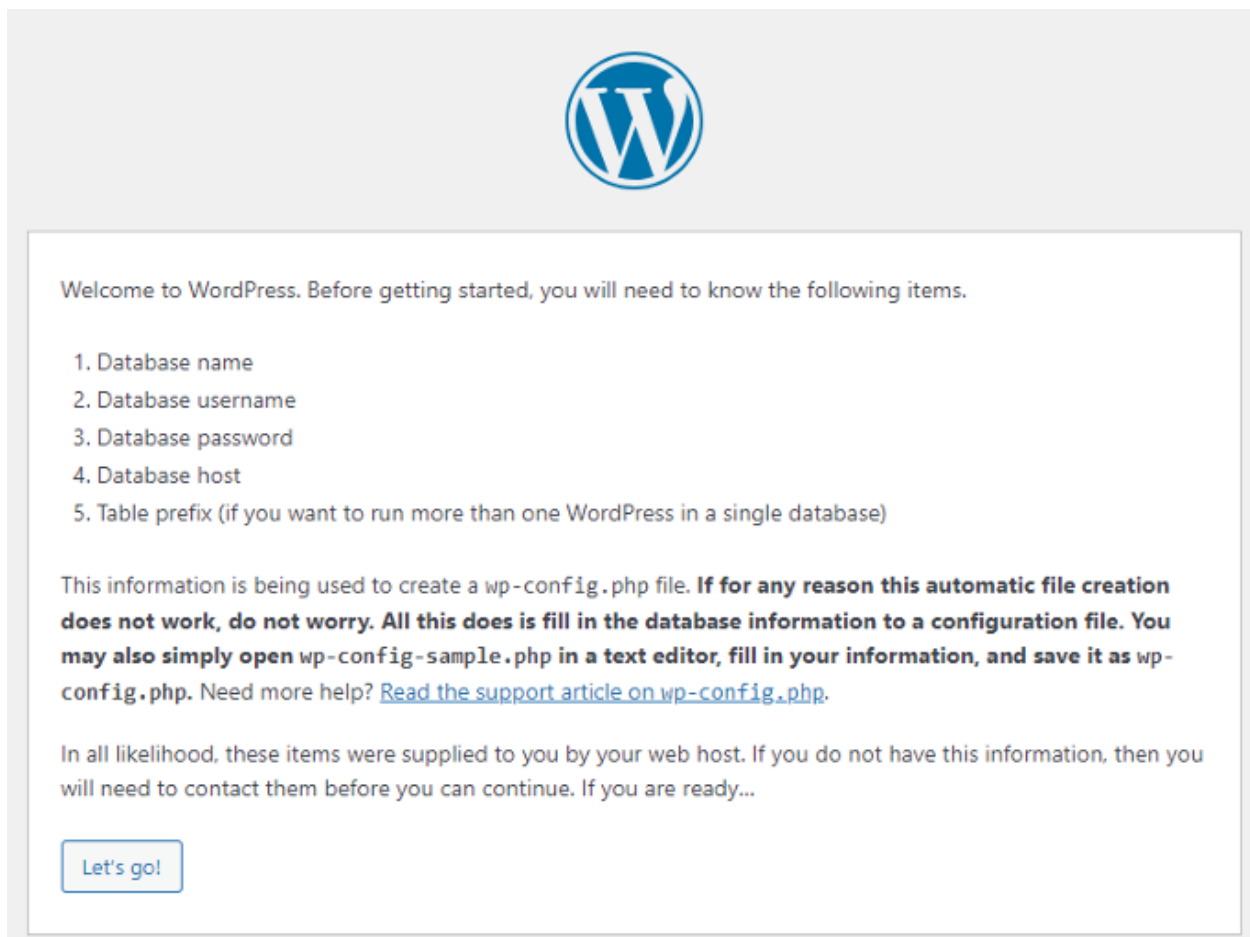 W
Welcome to WordPress. Before getting started, you will need to know the following items.
1. Database name
2. Database username
3. Database password
4. Database host
5. Table prefix (if you want to run more than one WordPress in a single database)
This information is being used to create a wp-config.php file. If for any reason this automatic file creation
does not work, do not worry. All this does is fill in the database information to a configuration file. You
may also simply open wp-config-sample.php in a text editor, fill in your information, and save it as wp-
config.php. Need more help? Read the support article on wp-config.php.
In all likelihood, these items were supplied to you by your web host. If you do not have this information, then you
will need to contact them before you can continue. If you are ready...
Let's go!